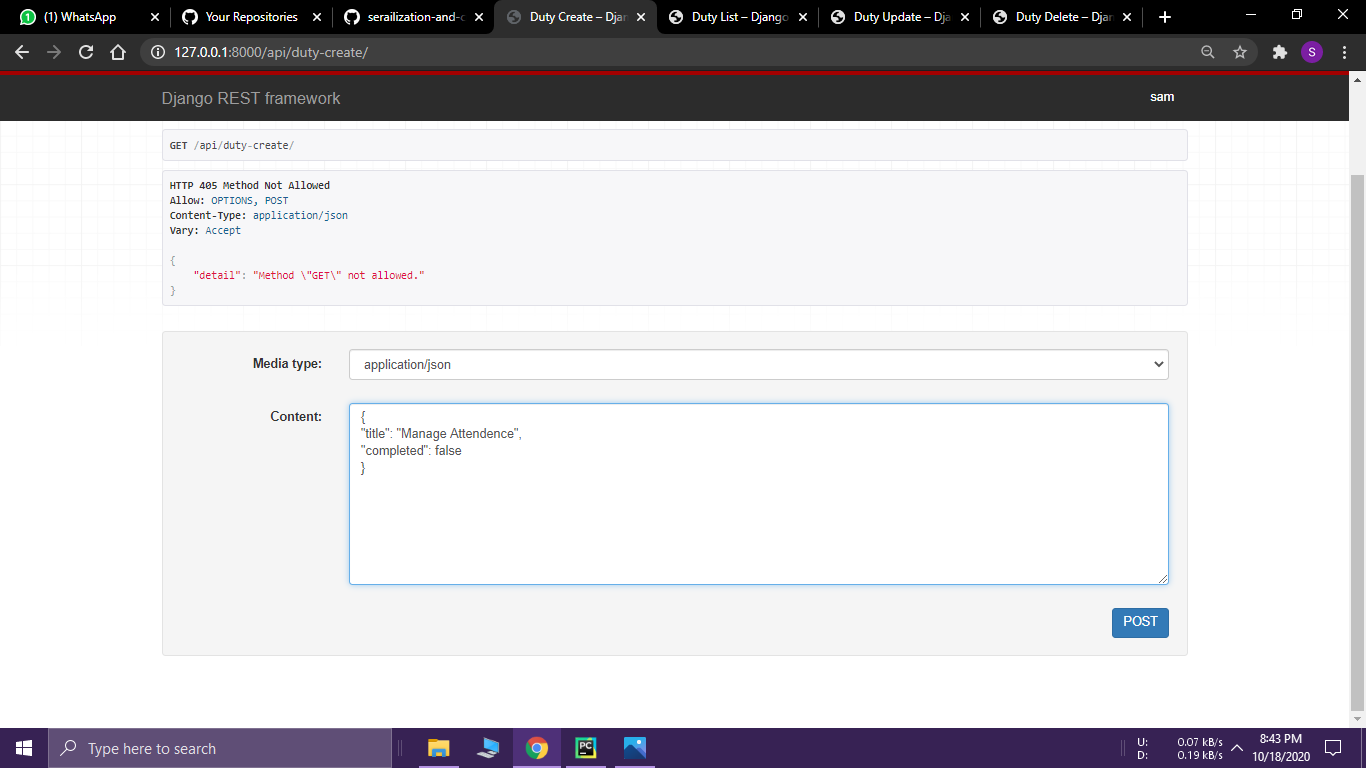 (1) WhatsApp
Your Repositories
serailization-and-c
Duty Create – Djan
Duty List – Django
Duty Update – Dja
Duty Delete – Djan
127.0.0.1:8000/api/duty-create/
S
Django REST framework
sam
GET /api/duty-create/
HTTP 405 Method Not Allowed
Allow: OPTIONS, POST
Content-Type: application/json
Vary: Accept
{
"detail": "Method \"GET\" not allowed."
}
Media type:
application/json
Content:
{
"title": "Manage Attendence",
"completed": false
}
POST
Type here to search
PC
U: 0.07 kB/s
D: 0.19 kB/s
8:43 PM
10/18/2020